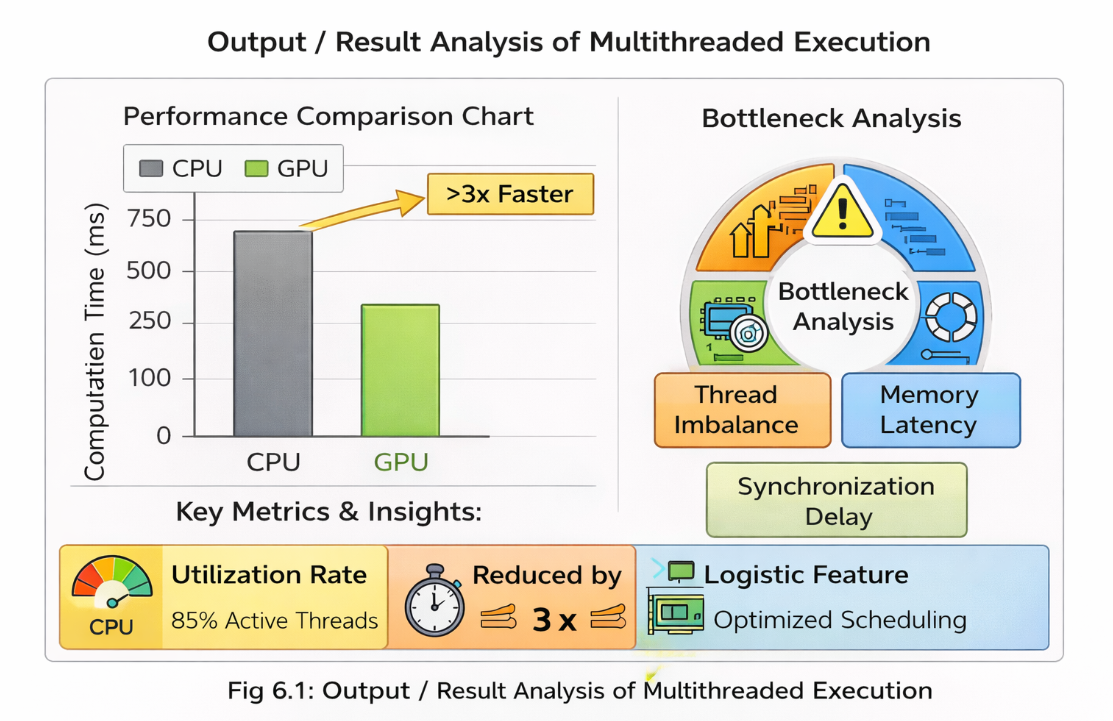 Output / Result Analysis of Multithreaded Execution
Performance Comparison Chart
CPU GPU
>3x Faster
Computatien Time (ms)
750
500
250
100
0
CPU GPU
Bottleneck Analysis
Bottleneck
Analysis
Thread
Imbalance
Memory
Latency
Synchronization
Delay
Key Metrics & Insights:
CPU
Utilization Rate
85% Active Threads
Reduced by
3x
Logistic Feature
Optimized Scheduling
Fig 6.1: Output / Result Analysis of Multithreaded Execution